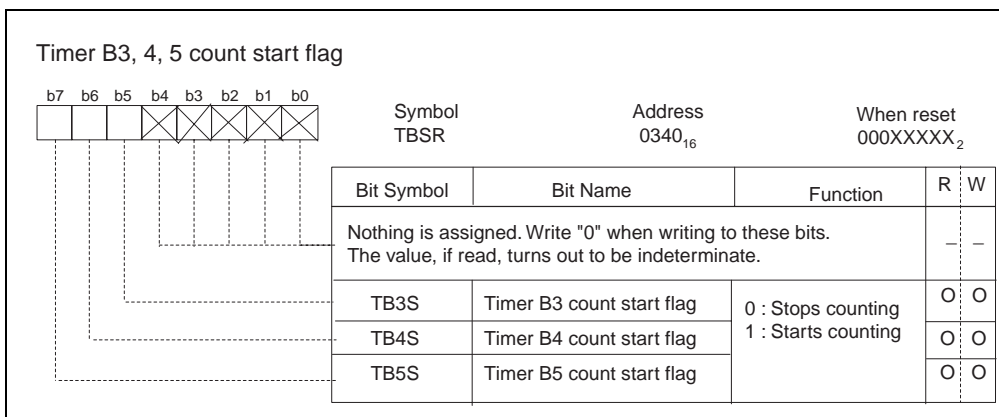 Timer B3, 4, 5 count start flag
b7 b6 b5 b4 b3 b2 b1 b0
Symbol Address When reset
TBSR 0340₁₆ 000XXXXX₂
Bit Symbol Bit Name Function R W
Nothing is assigned. Write "0" when writing to these bits.
The value, if read, turns out to be indeterminate.
– –
TB3S Timer B3 count start flag 0 : Stops counting O O
TB4S Timer B4 count start flag 1 : Starts counting O O
TB5S Timer B5 count start flag O O